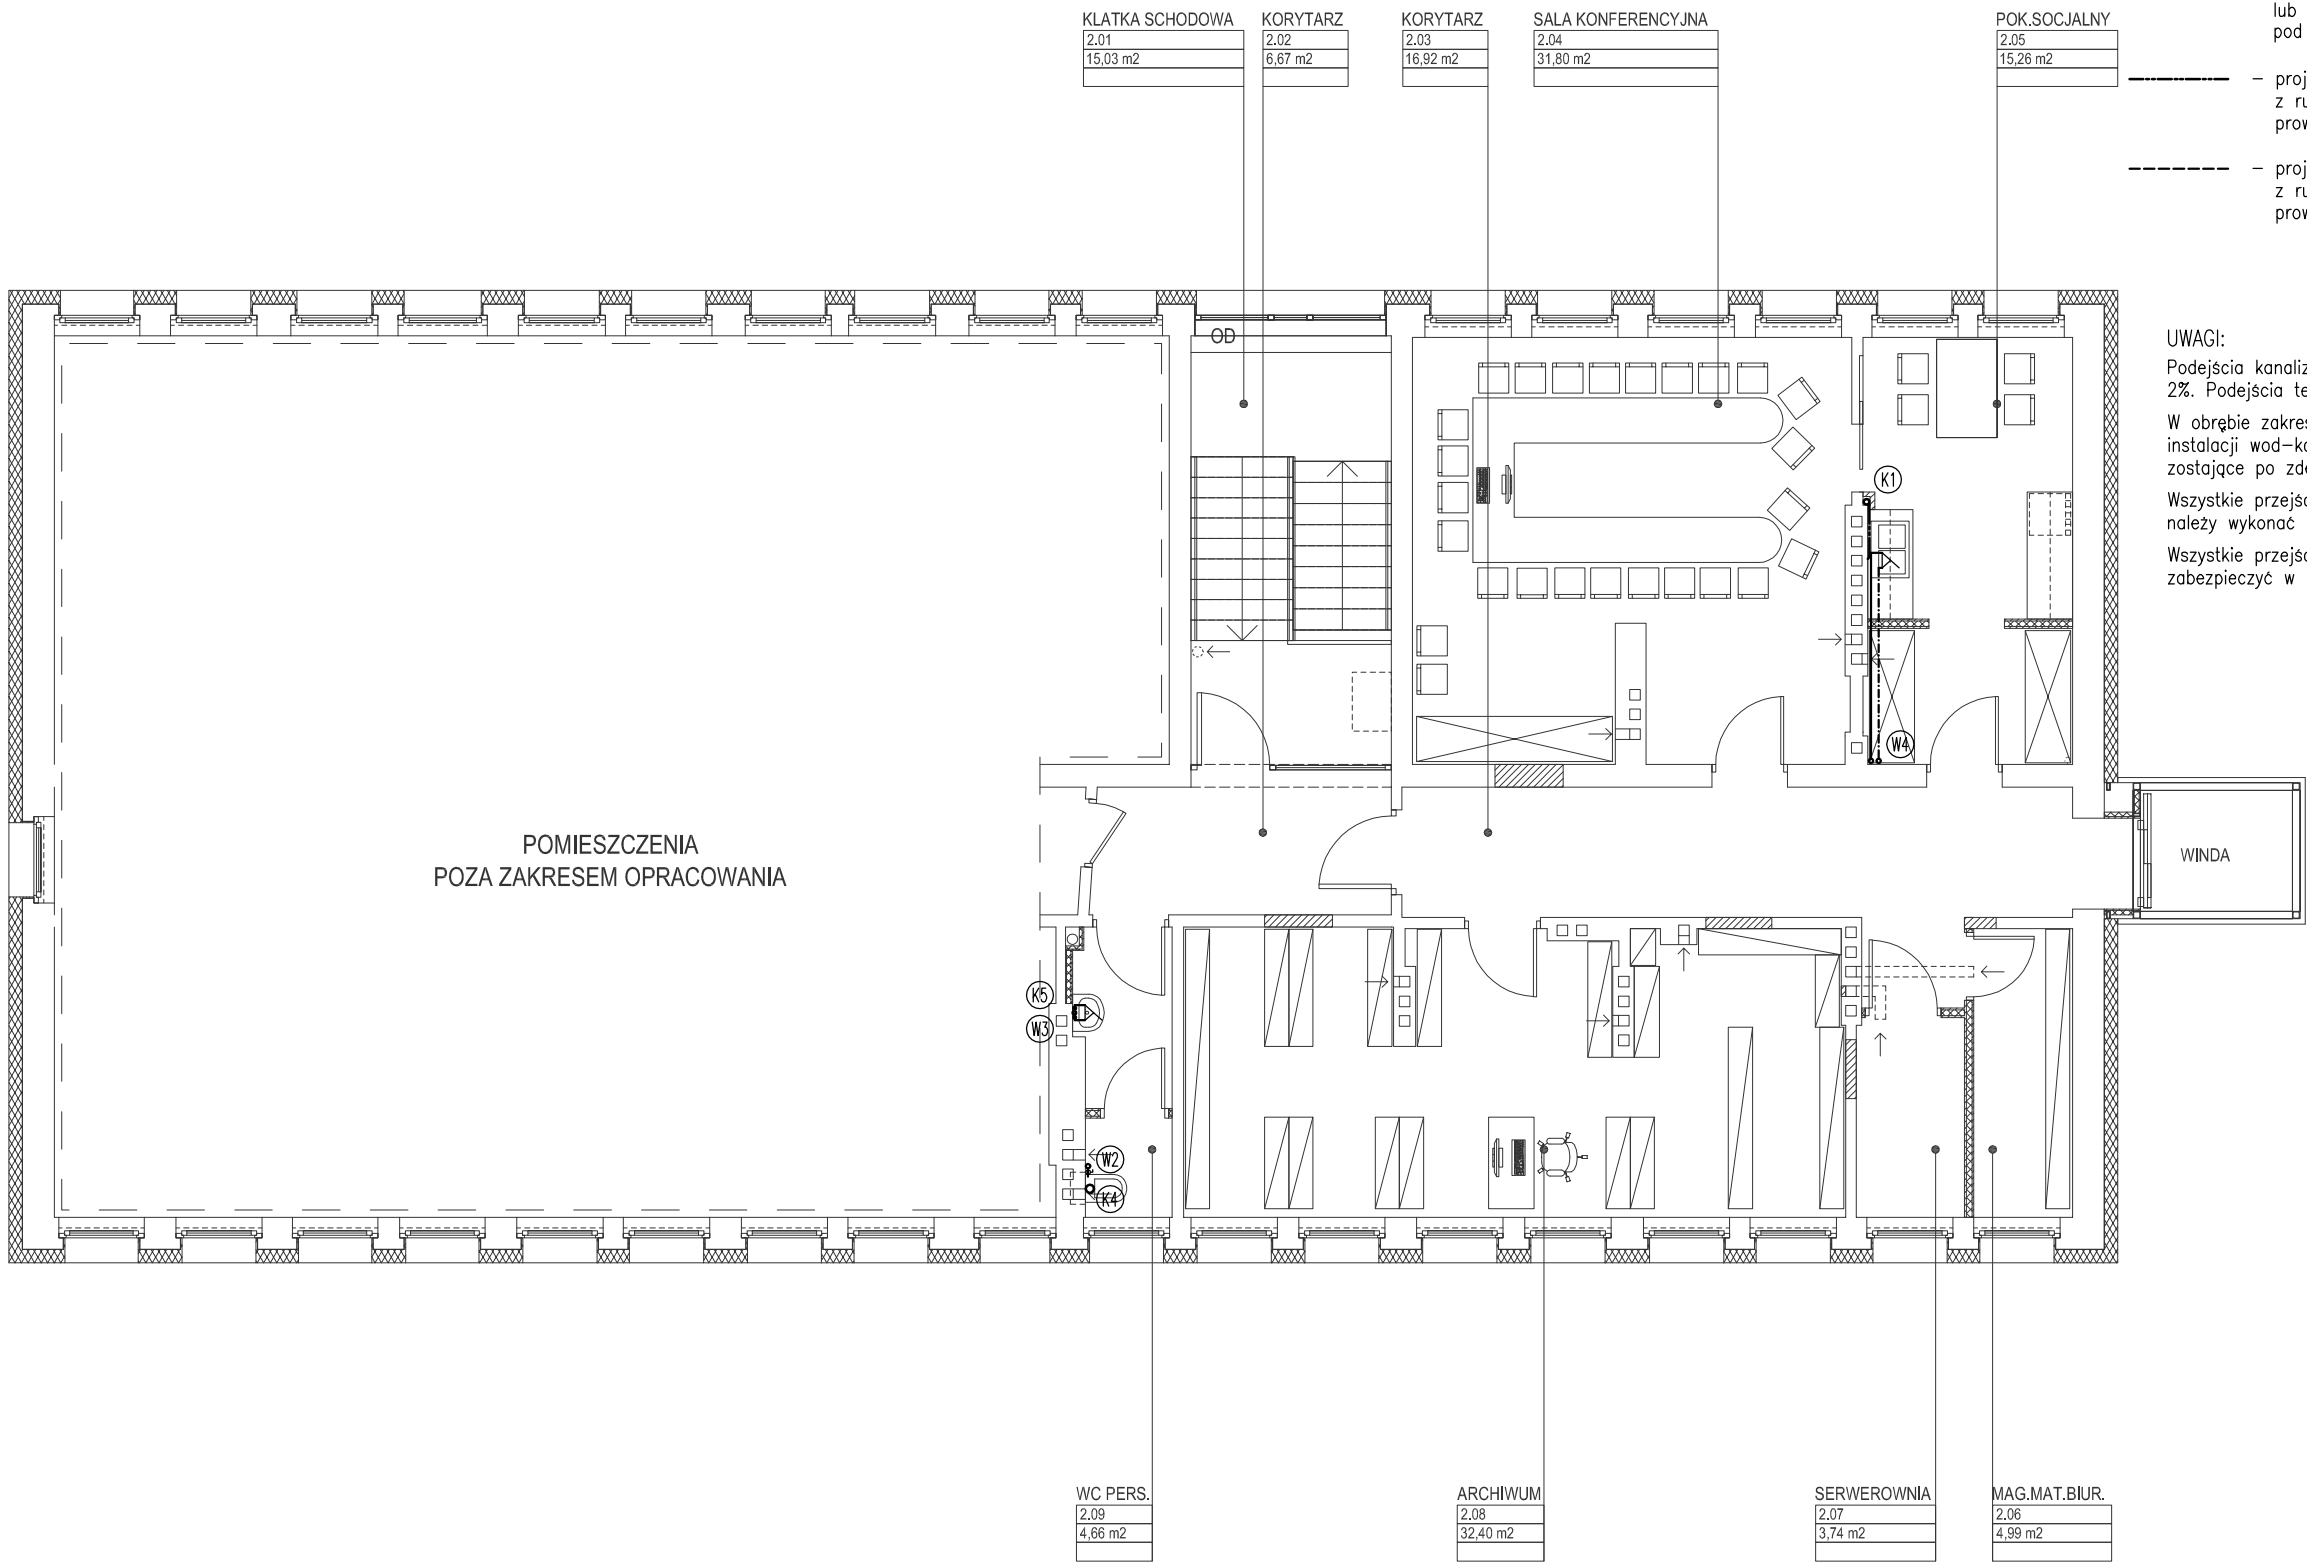 KLATKA SCHODOWA
2.01
15,03 m2
KORYTARZ
2.02
6,67 m2
KORYTARZ
2.03
16,92 m2
SALA KONFERENCYJNA
2.04
31,80 m2
POK.SOCJALNY
2.05
15,26 m2
lub
pod
– proj
z ru
prow
– proj
z ru
prow
UWAGI:
Podejścia kanaliz
2%. Podejścia te
W obrębie zakres
instalacji wod–ka
zostające po zde
Wszystkie przejśc
należy wykonać
Wszystkie przejśc
zabezpieczyć w
OD
K1
W4
POMIESZCZENIA
POZA ZAKRESEM OPRACOWANIA
WINDA
K5
W3
W2
K4
WC PERS.
2.09
4,66 m2
ARCHIWUM
2.08
32,40 m2
SERWEROWNIA
2.07
3,74 m2
MAG.MAT.BIUR.
2.06
4,99 m2